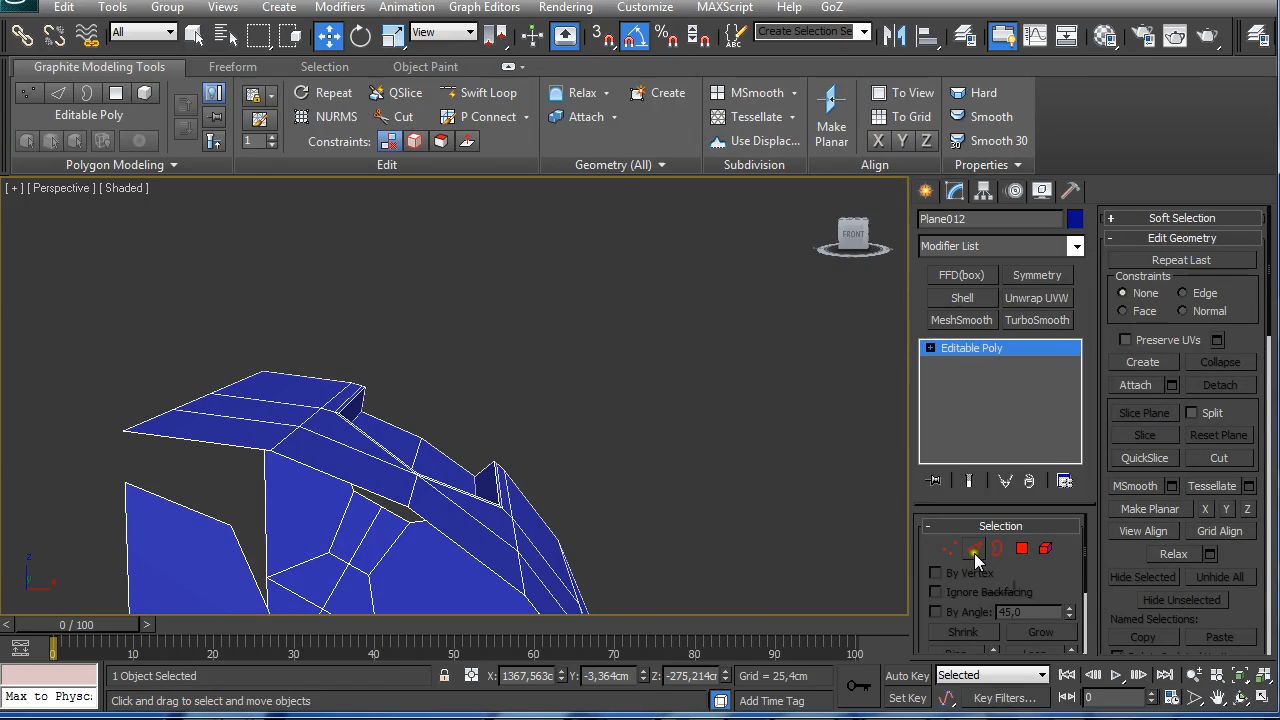 Edit Tools Group Views Create Modifiers Animation Graph Editors Rendering Customize MAXScript Help GoZ
All View 3 Create Selection Se
Graphite Modeling Tools Freeform Selection Object Paint
Repeat QSlice Swift Loop Relax Create MSmooth To View Hard
Editable Poly NURMS Cut P Connect Attach Make Planar Tessellate To Grid Smooth
1 Constraints: Use Displac... X Y Z Smooth 30
Polygon Modeling Edit Geometry (All) Subdivision Align Properties
[ + ] [ Perspective ] [ Shaded ]
FRONT
z
x
y
Plane012
Modifier List
FFD(box) Symmetry
Shell Unwrap UVW
MeshSmooth TurboSmooth
+ Editable Poly
- Selection
By Vertex
Ignore Backfacing
By Angle: 45,0
Shrink Grow
Ring Loop
+ Soft Selection
- Edit Geometry
Repeat Last
Constraints
None Edge
Face Normal
Preserve UVs
Create Collapse
Attach Detach
Slice Plane Split
Slice Reset Plane
QuickSlice Cut
MSmooth Tessellate
Make Planar X Y Z
View Align Grid Align
Relax
Hide Selected Unhide All
Hide Unselected
Named Selections:
Copy Paste
< 0 / 100 >
0 10 20 30 40 50 60 70 80 90 100
1 Object Selected X: 1367,563c Y: -3,364cm Z: -275,214cm Grid = 25,4cm Auto Key Selected
Max to Physc Click and drag to select and move objects Add Time Tag Set Key Key Filters... 0